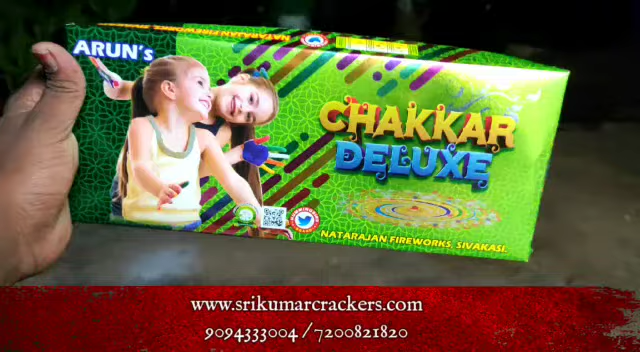 ARUN's
CHAKKAR
DELUXE
NATARAJAN FIREWORKS, SIVAKASI.
www.srikumarcrackers.com
9094333004 / 7200821820